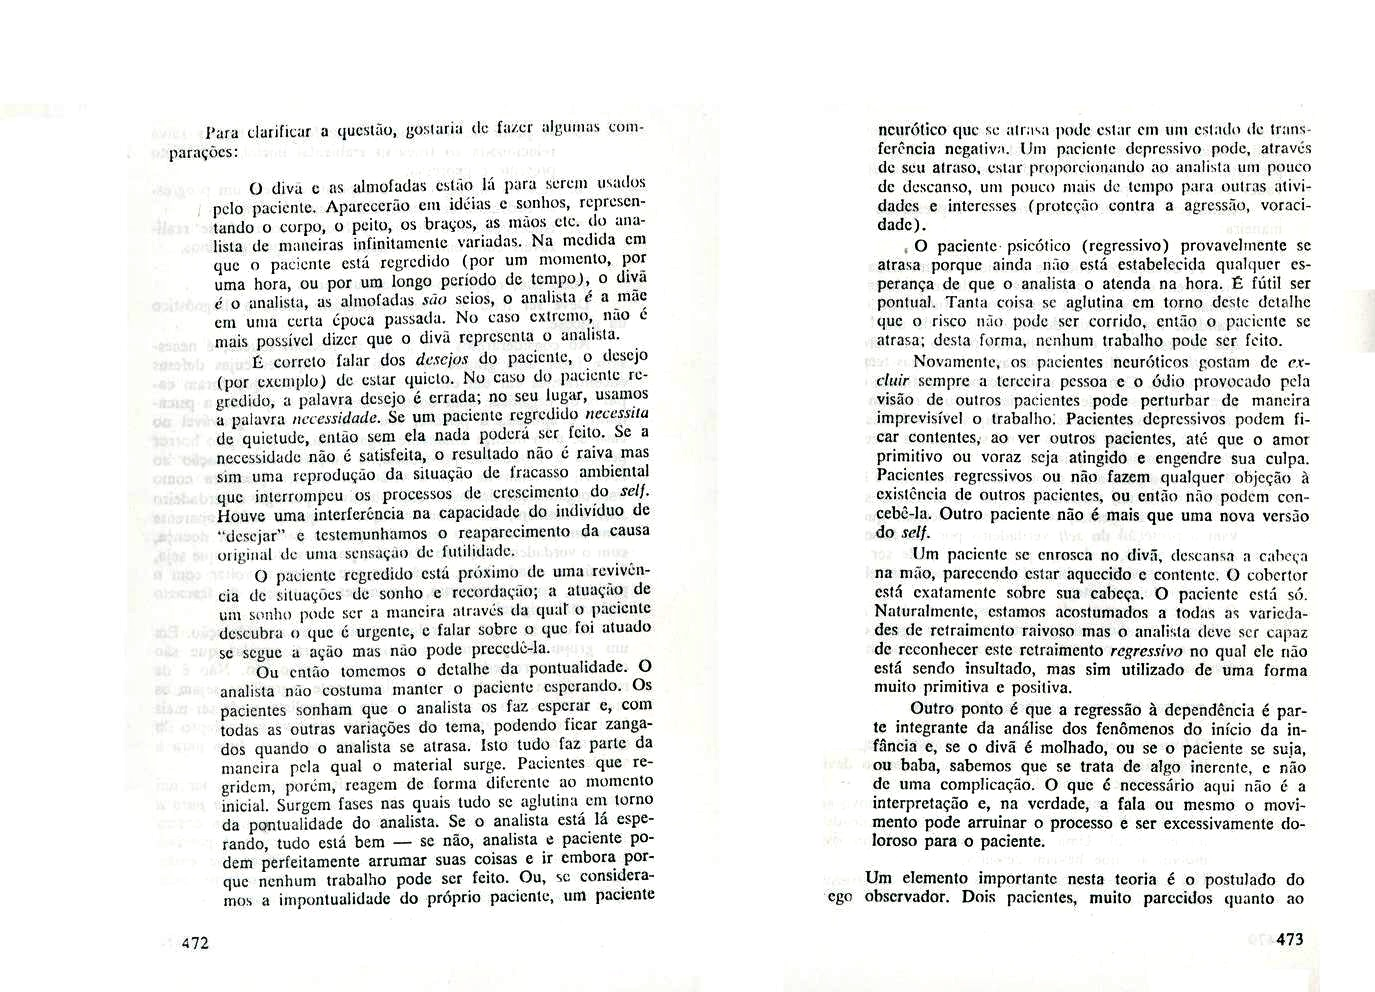 Para clarificar a questão, gostaria de fazer algumas com-
parações:
O divã e as almofadas estão lá para serem usados
pelo paciente. Aparecerão em idéias e sonhos, represen-
tando o corpo, o peito, os braços, as mãos etc. do ana-
lista de maneiras infinitamente variadas. Na medida em
que o paciente está regredido (por um momento, por
uma hora, ou por um longo período de tempo), o divã
é o analista, as almofadas são seios, o analista é a mãe
em uma certa época passada. No caso extremo, não é
mais possível dizer que o divã representa o analista.
É correto falar dos desejos do paciente, o desejo
(por exemplo) de estar quieto. No caso do paciente re-
gredido, a palavra desejo é errada; no seu lugar, usamos
a palavra necessidade. Se um paciente regredido necessita
de quietude, então sem ela nada poderá ser feito. Se a
necessidade não é satisfeita, o resultado não é raiva mas
sim uma reprodução da situação de fracasso ambiental
que interrompeu os processos de crescimento do self.
Houve uma interferência na capacidade do indivíduo de
"desejar" e testemunhamos o reaparecimento da causa
original de uma sensação de futilidade.
O paciente regredido está próximo de uma revivên-
cia de situações de sonho e recordação; a atuação de
um sonho pode ser a maneira através da qual o paciente
descubra o que é urgente, e falar sobre o que foi atuado
se segue a ação mas não pode precedê-la.
Ou então tomemos o detalhe da pontualidade. O
analista não costuma manter o paciente esperando. Os
pacientes sonham que o analista os faz esperar e, com
todas as outras variações do tema, podendo ficar zanga-
dos quando o analista se atrasa. Isto tudo faz parte da
maneira pela qual o material surge. Pacientes que re-
gridem, porém, reagem de forma diferente ao momento
inicial. Surgem fases nas quais tudo se aglutina em torno
da pontualidade do analista. Se o analista está lá espe-
rando, tudo está bem — se não, analista e paciente po-
dem perfeitamente arrumar suas coisas e ir embora por-
que nenhum trabalho pode ser feito. Ou, se considera-
mos a impontualidade do próprio paciente, um paciente
472
neurótico que se atrasa pode estar em um estado de trans-
ferência negativa. Um paciente depressivo pode, através
de seu atraso, estar proporcionando ao analista um pouco
de descanso, um pouco mais de tempo para outras ativi-
dades e interesses (proteção contra a agressão, voraci-
dade).
O paciente psicótico (regressivo) provavelmente se
atrasa porque ainda não está estabelecida qualquer es-
perança de que o analista o atenda na hora. É fútil ser
pontual. Tanta coisa se aglutina em torno deste detalhe
que o risco não pode ser corrido, então o paciente se
atrasa; desta forma, nenhum trabalho pode ser feito.
Novamente, os pacientes neuróticos gostam de ex-
cluir sempre a terceira pessoa e o ódio provocado pela
visão de outros pacientes pode perturbar de maneira
imprevisível o trabalho. Pacientes depressivos podem fi-
car contentes, ao ver outros pacientes, até que o amor
primitivo ou voraz seja atingido e engendre sua culpa.
Pacientes regressivos ou não fazem qualquer objeção à
existência de outros pacientes, ou então não podem con-
cebê-la. Outro paciente não é mais que uma nova versão
do self.
Um paciente se enrosca no divã, descansa a cabeça
na mão, parecendo estar aquecido e contente. O cobertor
está exatamente sobre sua cabeça. O paciente está só.
Naturalmente, estamos acostumados a todas as varieda-
des de retraimento raivoso mas o analista deve ser capaz
de reconhecer este retraimento regressivo no qual ele não
está sendo insultado, mas sim utilizado de uma forma
muito primitiva e positiva.
Outro ponto é que a regressão à dependência é par-
te integrante da análise dos fenômenos do início da in-
fância e, se o divã é molhado, ou se o paciente se suja,
ou baba, sabemos que se trata de algo inerente, e não
de uma complicação. O que é necessário aqui não é a
interpretação e, na verdade, a fala ou mesmo o movi-
mento pode arruinar o processo e ser excessivamente do-
loroso para o paciente.
Um elemento importante nesta teoria é o postulado do
ego observador. Dois pacientes, muito parecidos quanto ao
473